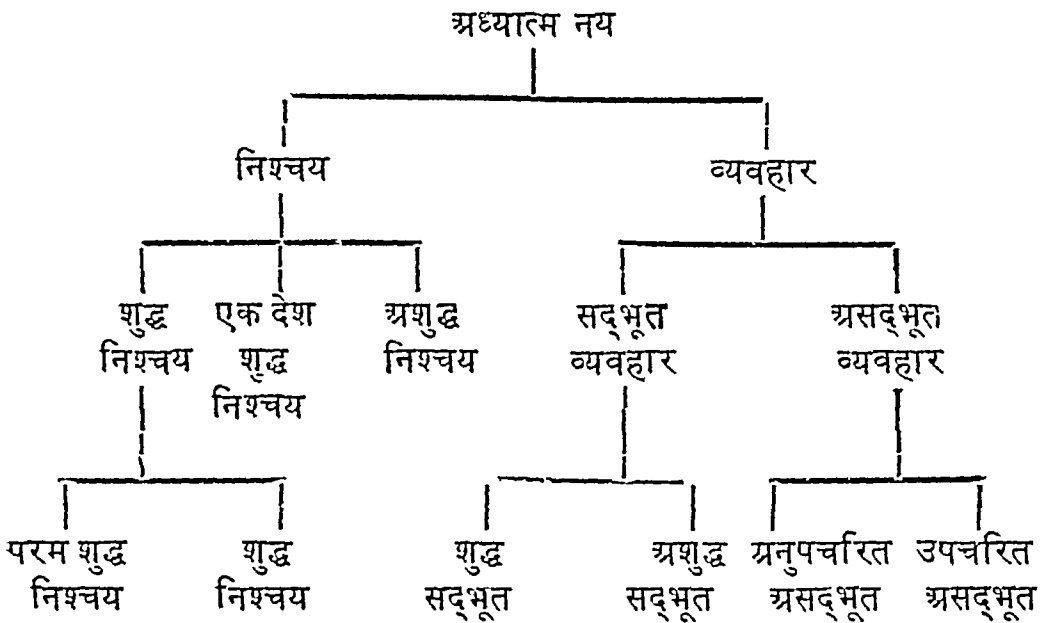 अध्यात्म नय
निश्चय व्यवहार
शुद्ध एक देश अशुद्ध सद्‌भूत असद्‌भूत
निश्चय शुद्ध निश्चय व्यवहार व्यवहार
निश्चय
परम शुद्ध शुद्ध शुद्ध अशुद्ध अनुपचरित उपचरित
निश्चय निश्चय सद्‌भूत सद्‌भूत असद्‌भूत असद्‌भूत